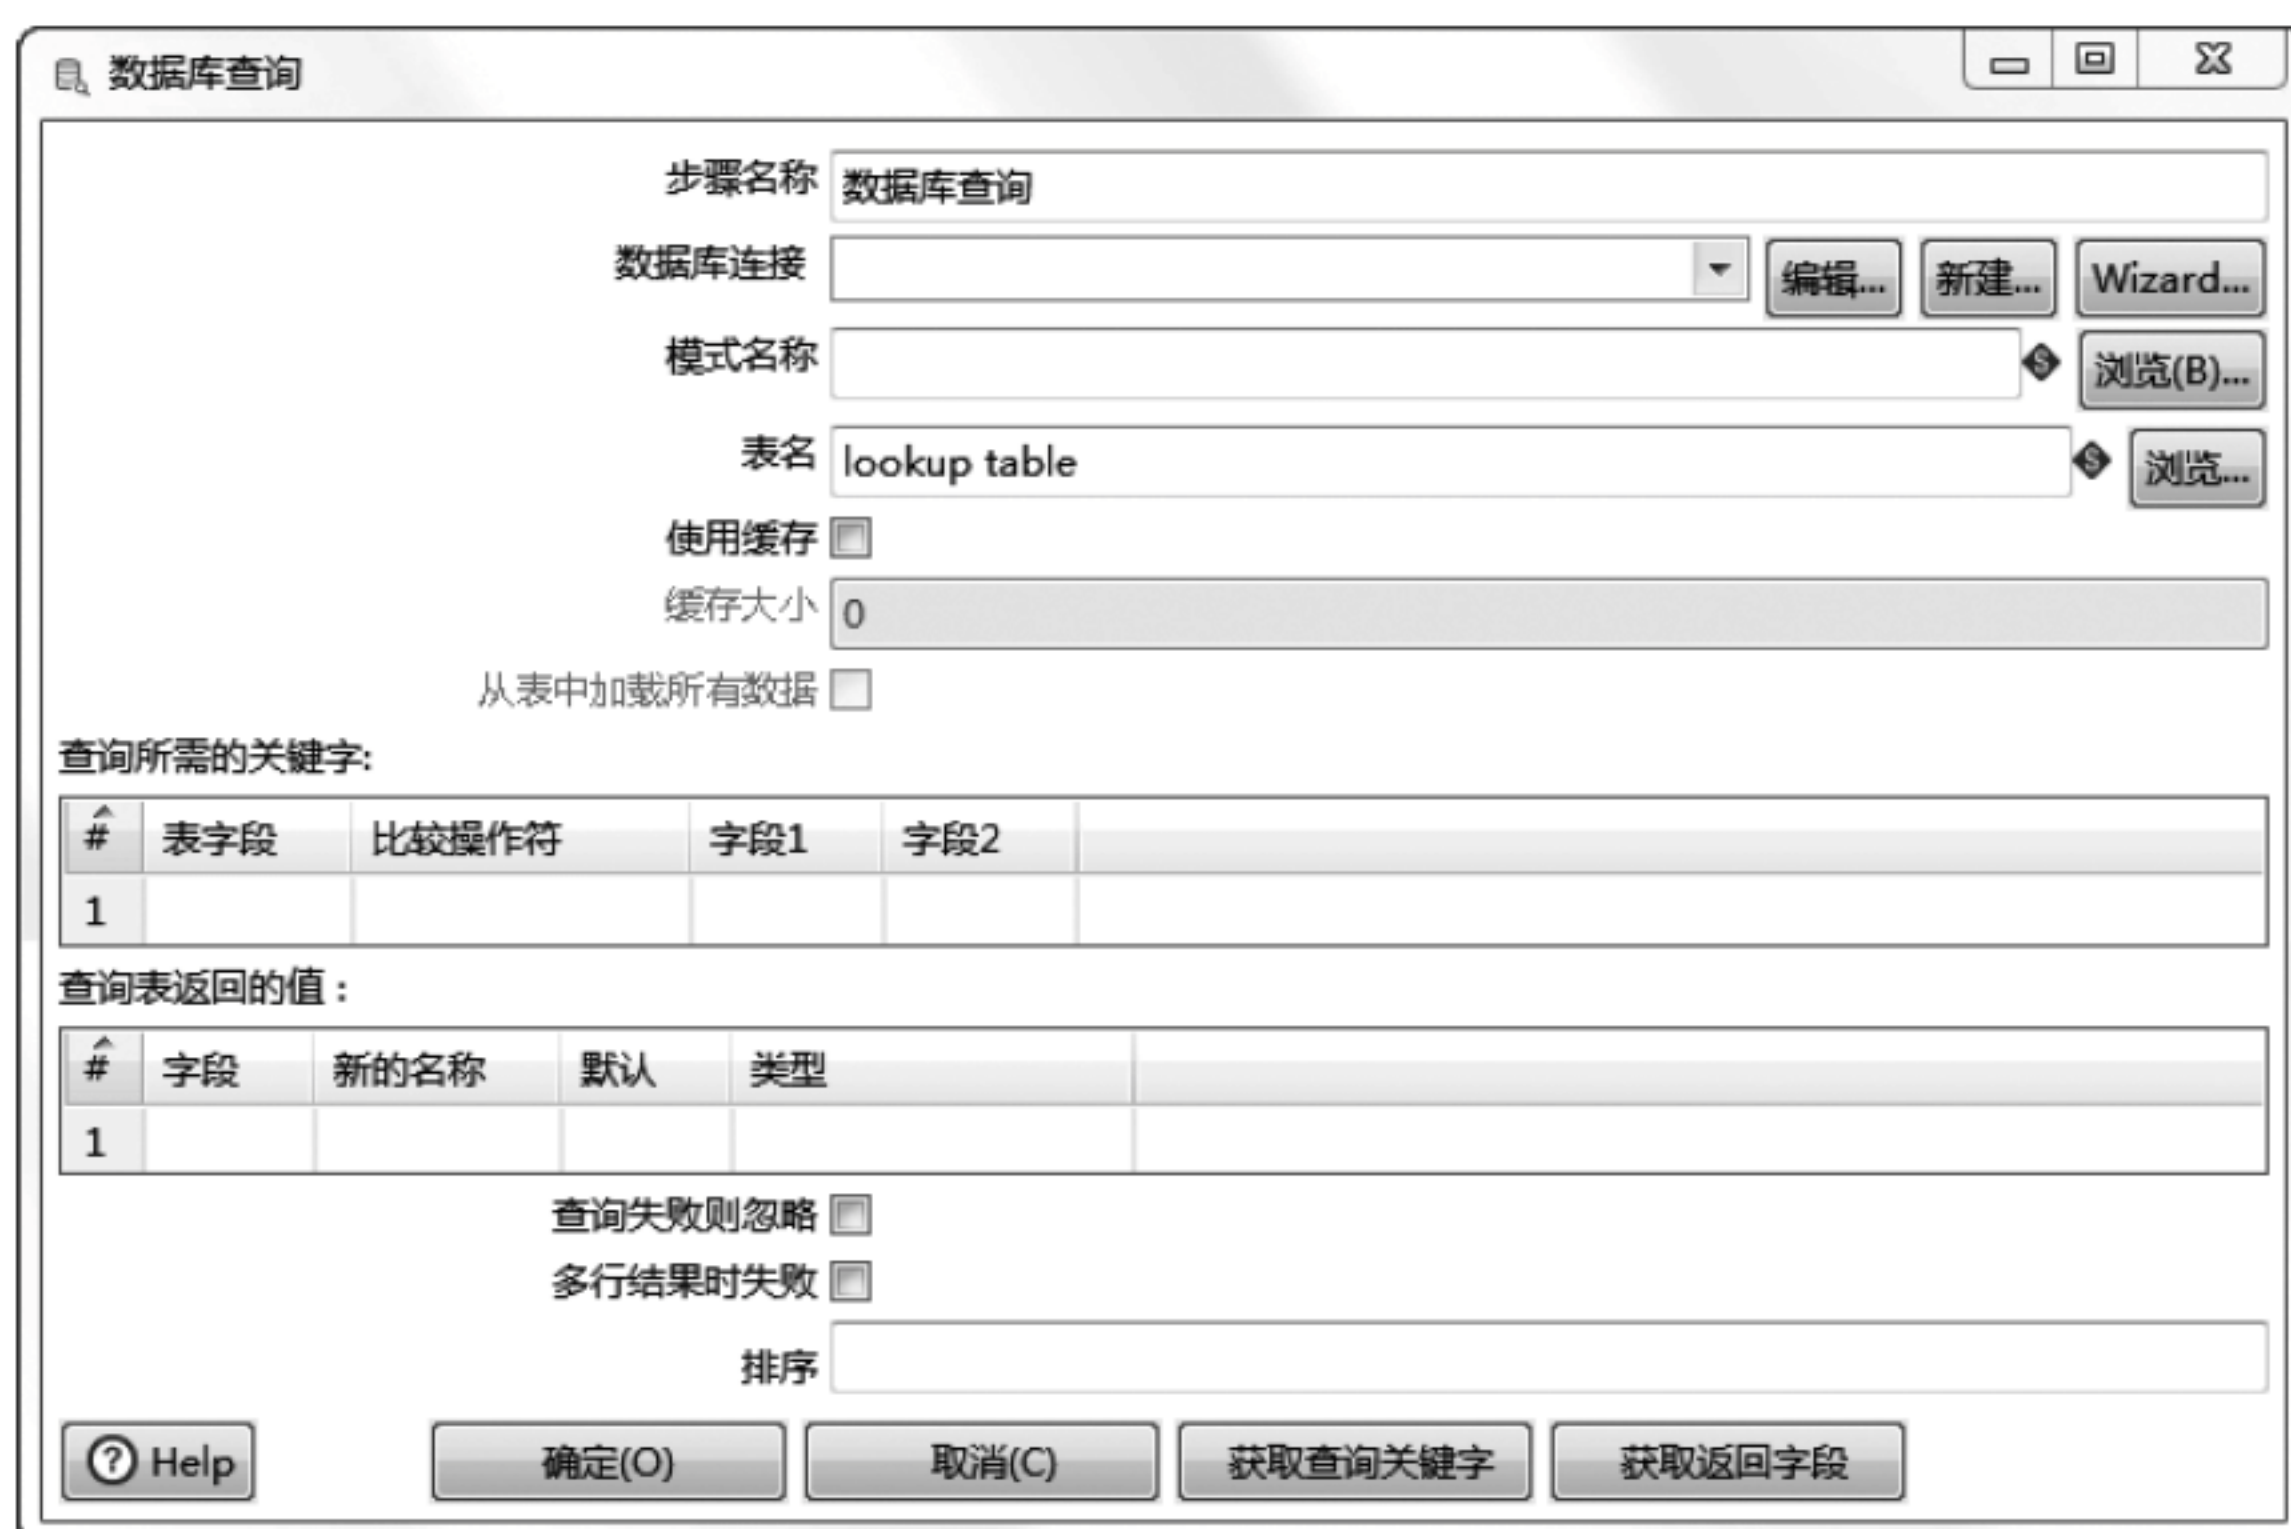 数据库查询
步骤名称 数据库查询
数据库连接 编辑... 新建... Wizard...
模式名称 浏览(B)...
表名 lookup table 浏览...
使用缓存
缓存大小 0
从表中加载所有数据
查询所需的关键字:
# 表字段 比较操作符 字段1 字段2
1
查询表返回的值：
# 字段 新的名称 默认 类型
1
查询失败则忽略
多行结果时失败
排序
Help 确定(O) 取消(C) 获取查询关键字 获取返回字段